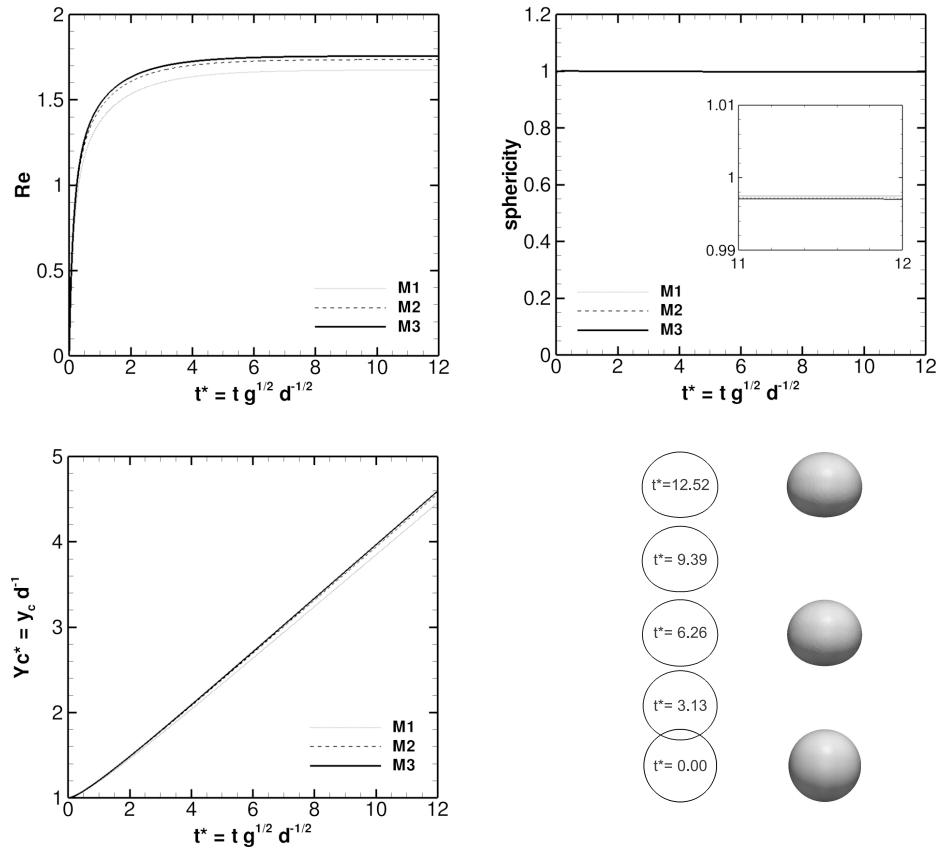 2
1.5
1
0.5
0
Re
0 2 4 6 8 10 12
t* = t g^1/2 d^-1/2
M1
M2
M3
1.2
1
0.8
0.6
0.4
0.2
0
sphericity
0 2 4 6 8 10 12
t* = t g^1/2 d^-1/2
M1
M2
M3
1.01
1
0.99
11 12
5
4
3
2
1
Yc* = y_c d^-1
0 2 4 6 8 10 12
t* = t g^1/2 d^-1/2
M1
M2
M3
t*=12.52
t*= 9.39
t*= 6.26
t*= 3.13
t*= 0.00